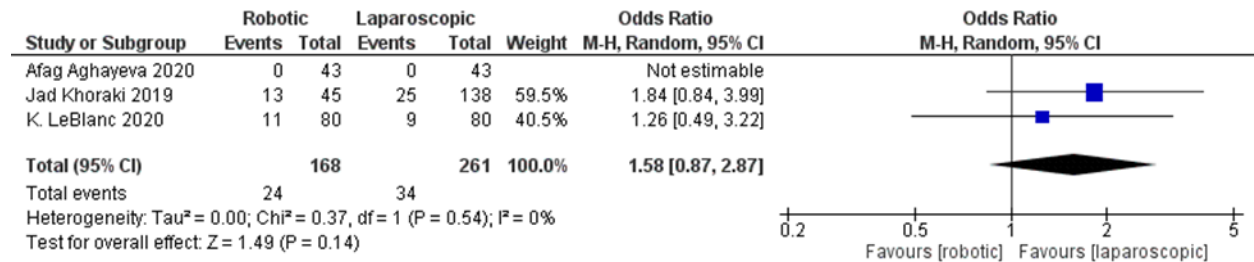 Robotic Laparoscopic Odds Ratio Odds Ratio
Study or Subgroup Events Total Events Total Weight M-H, Random, 95% CI M-H, Random, 95% CI
Afag Aghayeva 2020 0 43 0 43 Not estimable
Jad Khoraki 2019 13 45 25 138 59.5% 1.84 [0.84, 3.99]
K. LeBlanc 2020 11 80 9 80 40.5% 1.26 [0.49, 3.22]
Total (95% CI) 168 261 100.0% 1.58 [0.87, 2.87]
Total events 24 34
Heterogeneity: Tau² = 0.00; Chi² = 0.37, df = 1 (P = 0.54); I² = 0%
Test for overall effect: Z = 1.49 (P = 0.14)
0.2 0.5 1 2 5
Favours [robotic] Favours [laparoscopic]